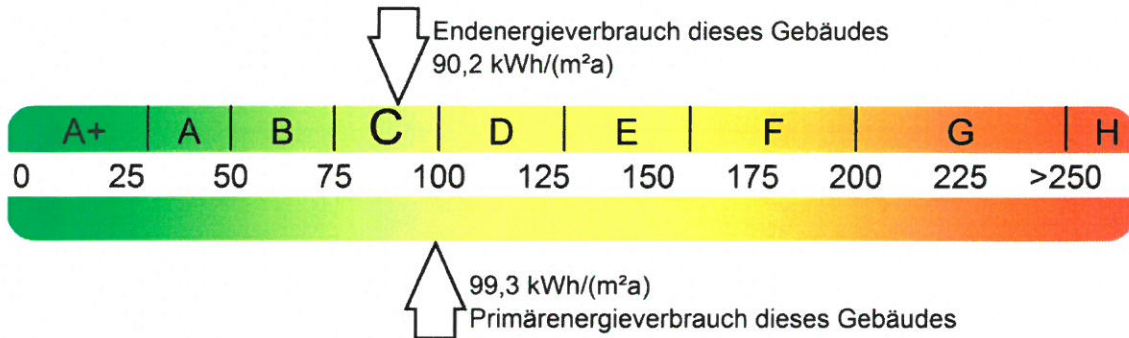 Endenergieverbrauch dieses Gebäudes
90,2 kWh/(m²a)
A+ A B C D E F G H
0 25 50 75 100 125 150 175 200 225 >250
99,3 kWh/(m²a)
Primärenergieverbrauch dieses Gebäudes